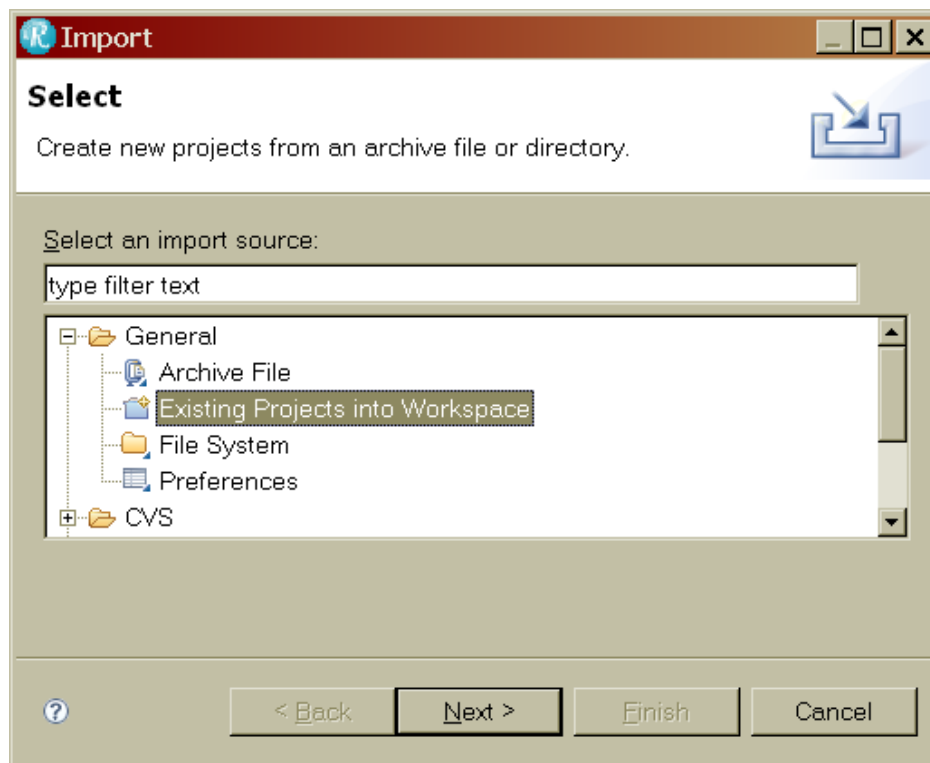 Import
Select
Create new projects from an archive file or directory.
Select an import source:
type filter text
General
Archive File
Existing Projects into Workspace
File System
Preferences
CVS
< Back Next > Finish Cancel